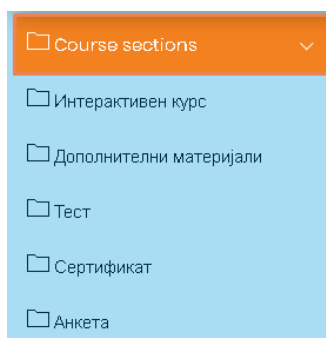 Course sections
Интерактивен курс
Дополнителни материјали
Тест
Сертификат
Анкета